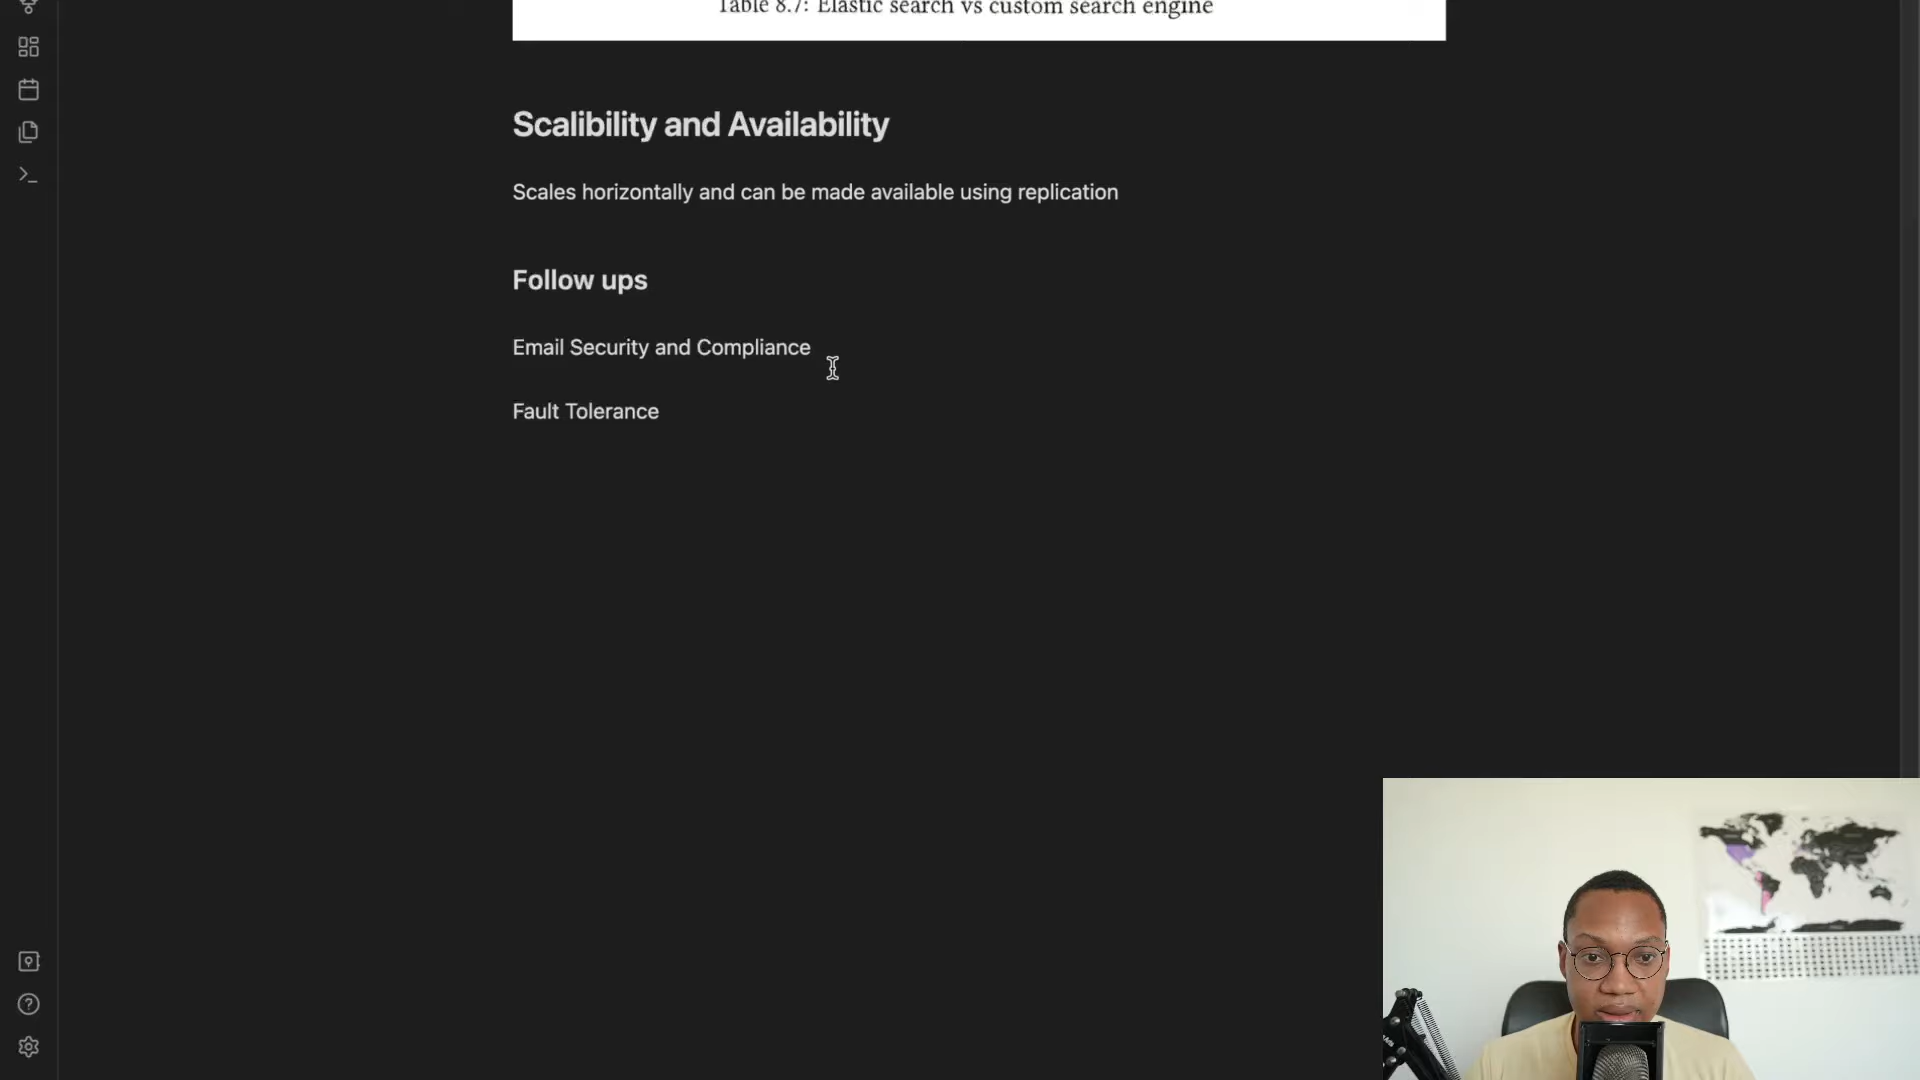 Table 8.7: Elastic search vs custom search engine
Scalibility and Availability
Scales horizontally and can be made available using replication
Follow ups
Email Security and Compliance
Fault Tolerance